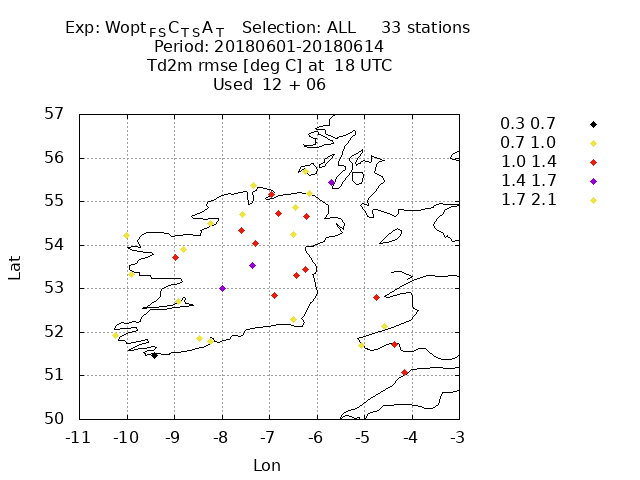 Exp: Wopt FS C TS A T Selection: ALL 33 stations
Period: 20180601-20180614
Td2m rmse [deg C] at 18 UTC
Used 12 + 06
57
56
55
54
53
52
51
50
-11 -10 -9 -8 -7 -6 -5 -4 -3
Lat
Lon
0.3 0.7
0.7 1.0
1.0 1.4
1.4 1.7
1.7 2.1